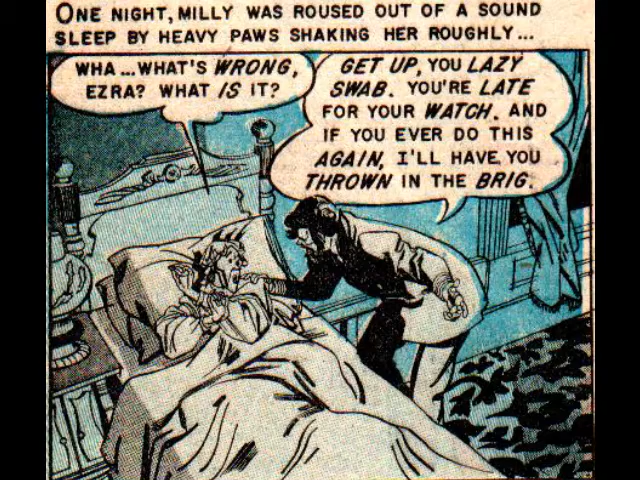 ONE NIGHT, MILLY WAS ROUSED OUT OF A SOUND
SLEEP BY HEAVY PAWS SHAKING HER ROUGHLY...
WHA...WHAT'S WRONG,
EZRA? WHAT IS IT?
GET UP, YOU LAZY
SWAB. YOU'RE LATE
FOR YOUR WATCH. AND
IF YOU EVER DO THIS
AGAIN, I'LL HAVE YOU
THROWN IN THE BRIG.